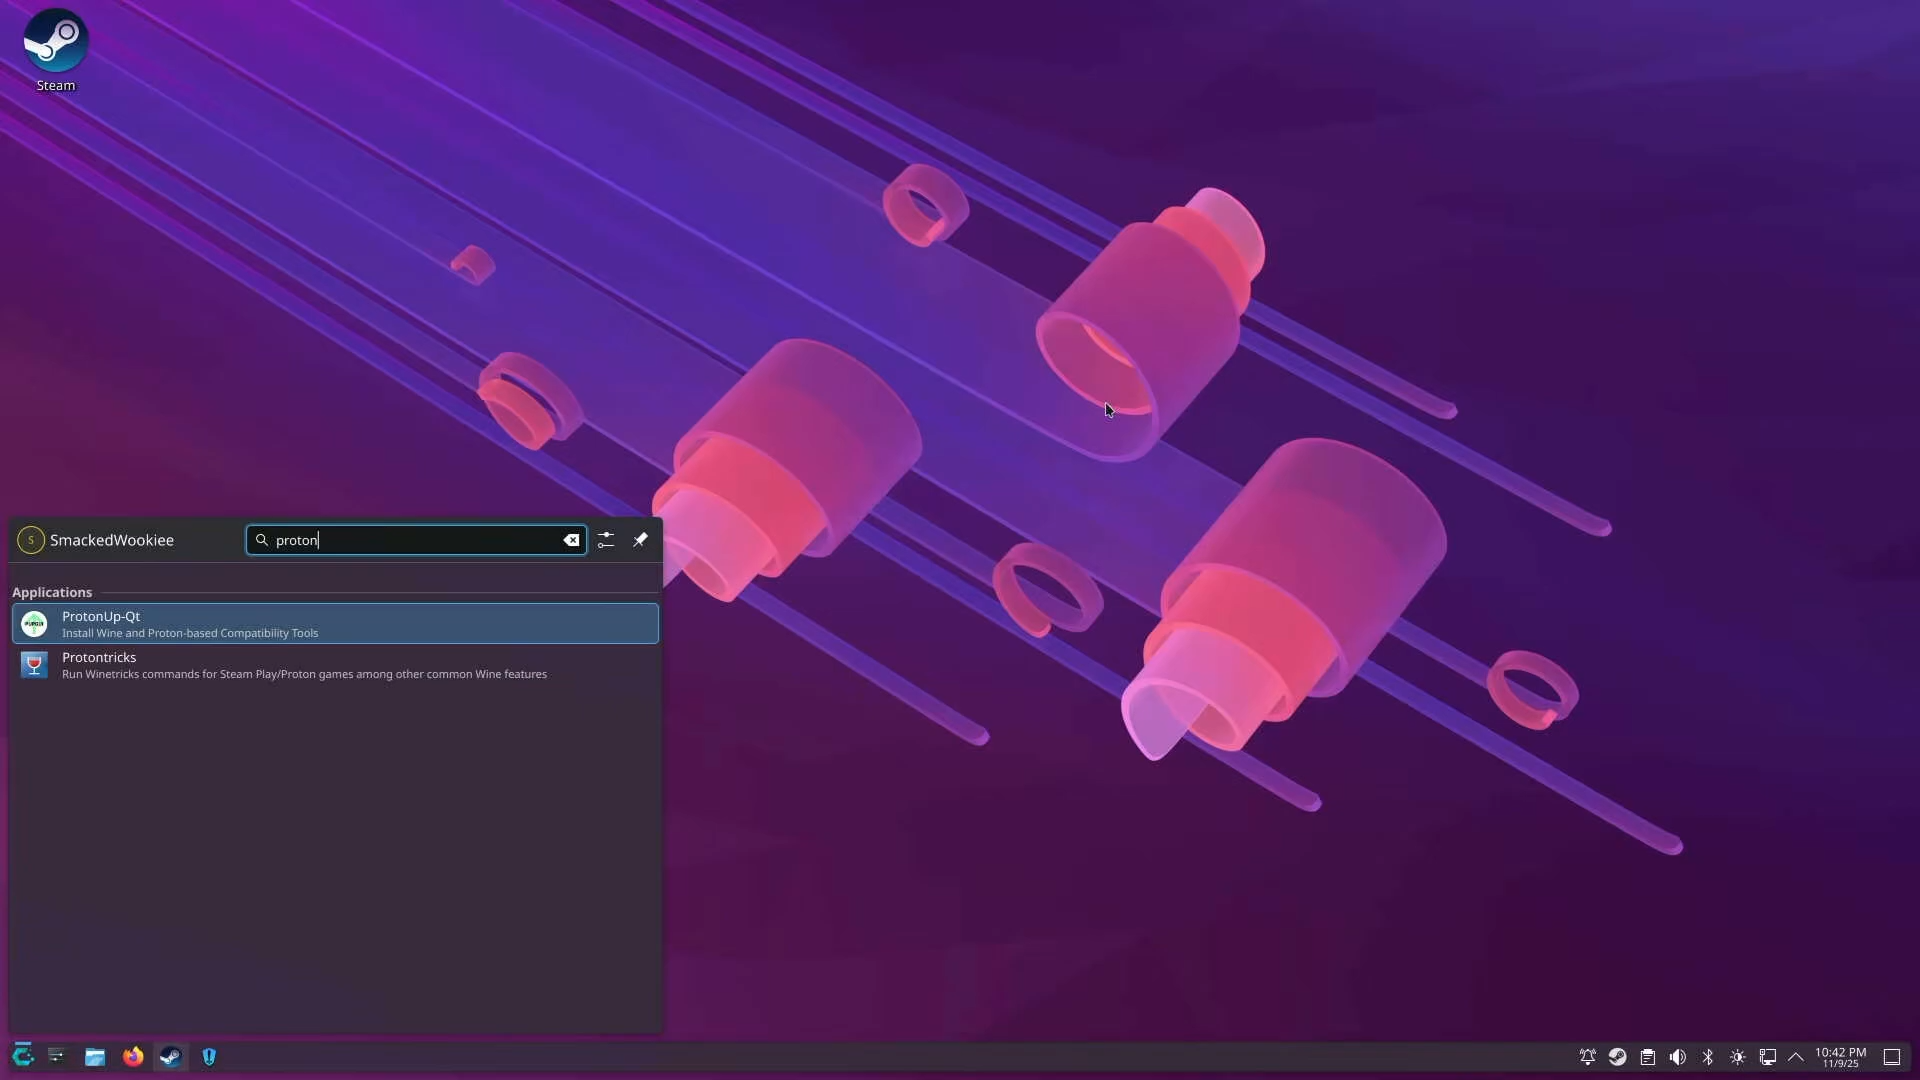 Steam
S
SmackedWookiee
proton
Applications
ProtonUp-Qt
Install Wine and Proton-based Compatibility Tools
Protontricks
Run Winetricks commands for Steam Play/Proton games among other common Wine features
10:42 PM
11/9/25